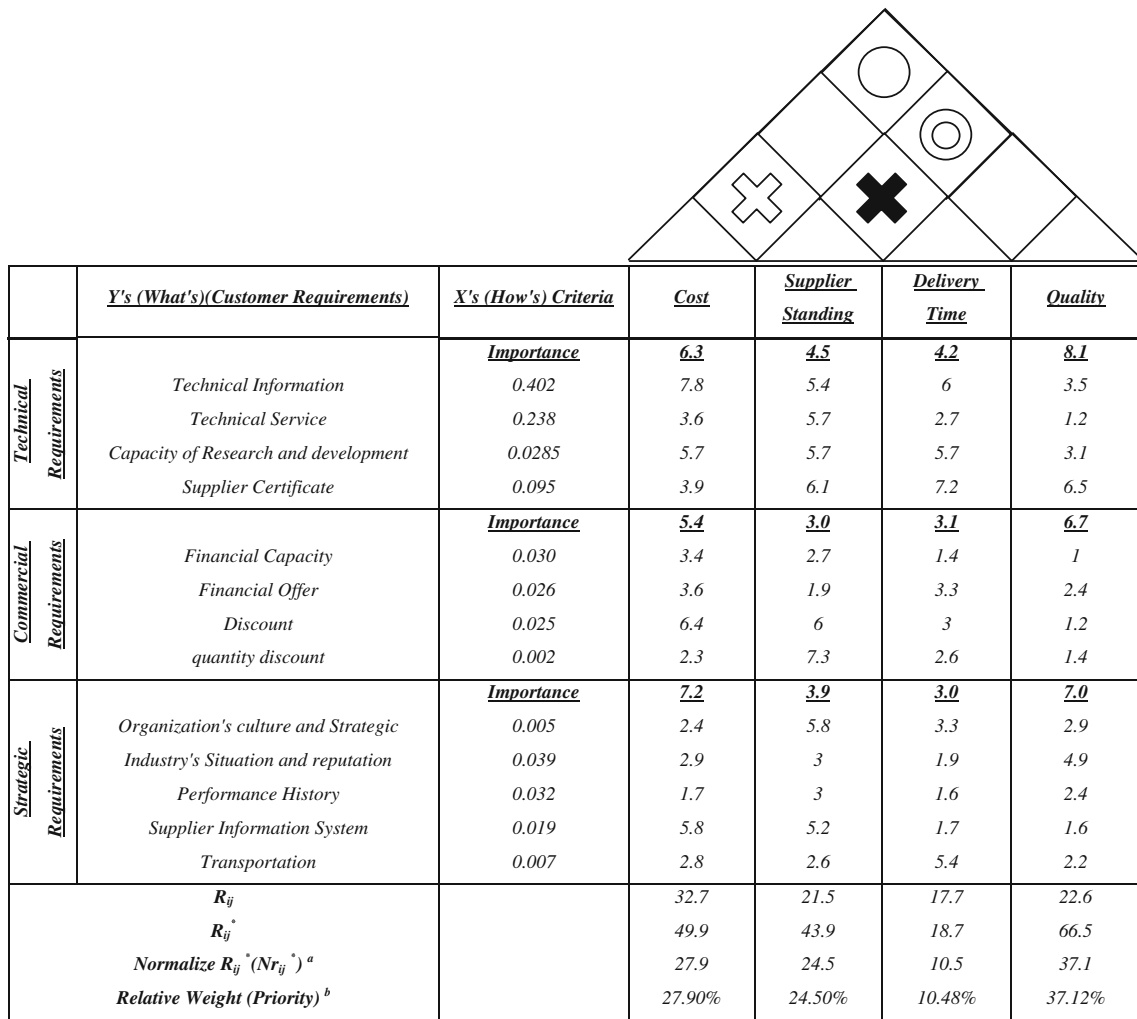 Y's (What's)(Customer Requirements) X's (How's) Criteria Cost Supplier Standing Delivery Time Quality
Technical Requirements
Importance 6.3 4.5 4.2 8.1
Technical Information 0.402 7.8 5.4 6 3.5
Technical Service 0.238 3.6 5.7 2.7 1.2
Capacity of Research and development 0.0285 5.7 5.7 5.7 3.1
Supplier Certificate 0.095 3.9 6.1 7.2 6.5
Commercial Requirements
Importance 5.4 3.0 3.1 6.7
Financial Capacity 0.030 3.4 2.7 1.4 1
Financial Offer 0.026 3.6 1.9 3.3 2.4
Discount 0.025 6.4 6 3 1.2
quantity discount 0.002 2.3 7.3 2.6 1.4
Strategic Requirements
Importance 7.2 3.9 3.0 7.0
Organization's culture and Strategic 0.005 2.4 5.8 3.3 2.9
Industry's Situation and reputation 0.039 2.9 3 1.9 4.9
Performance History 0.032 1.7 3 1.6 2.4
Supplier Information System 0.019 5.8 5.2 1.7 1.6
Transportation 0.007 2.8 2.6 5.4 2.2
Rij 32.7 21.5 17.7 22.6
Rij* 49.9 43.9 18.7 66.5
Normalize Rij*(Nrij*) a 27.9 24.5 10.5 37.1
Relative Weight (Priority) b 27.90% 24.50% 10.48% 37.12%